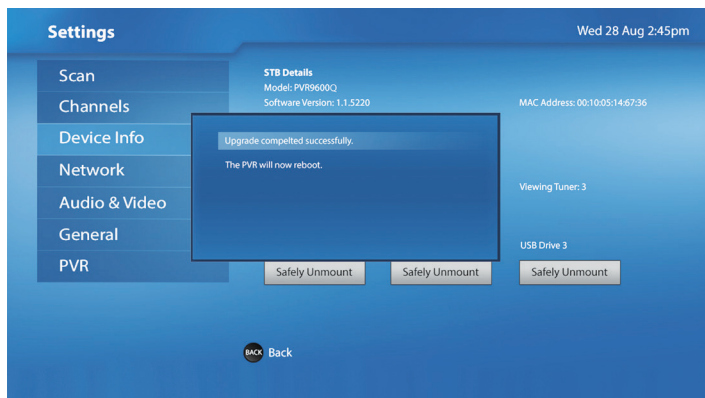 Settings
Wed 28 Aug 2:45pm
Scan
Channels
Device Info
Network
Audio & Video
General
PVR
STB Details
Model: PVR9600Q
Software Version: 1.1.5220
MAC Address: 00:10:05:14:67:36
Upgrade compelted successfully.
The PVR will now reboot.
Viewing Tuner: 3
USB Drive 3
Safely Unmount
Safely Unmount
Safely Unmount
BACK Back